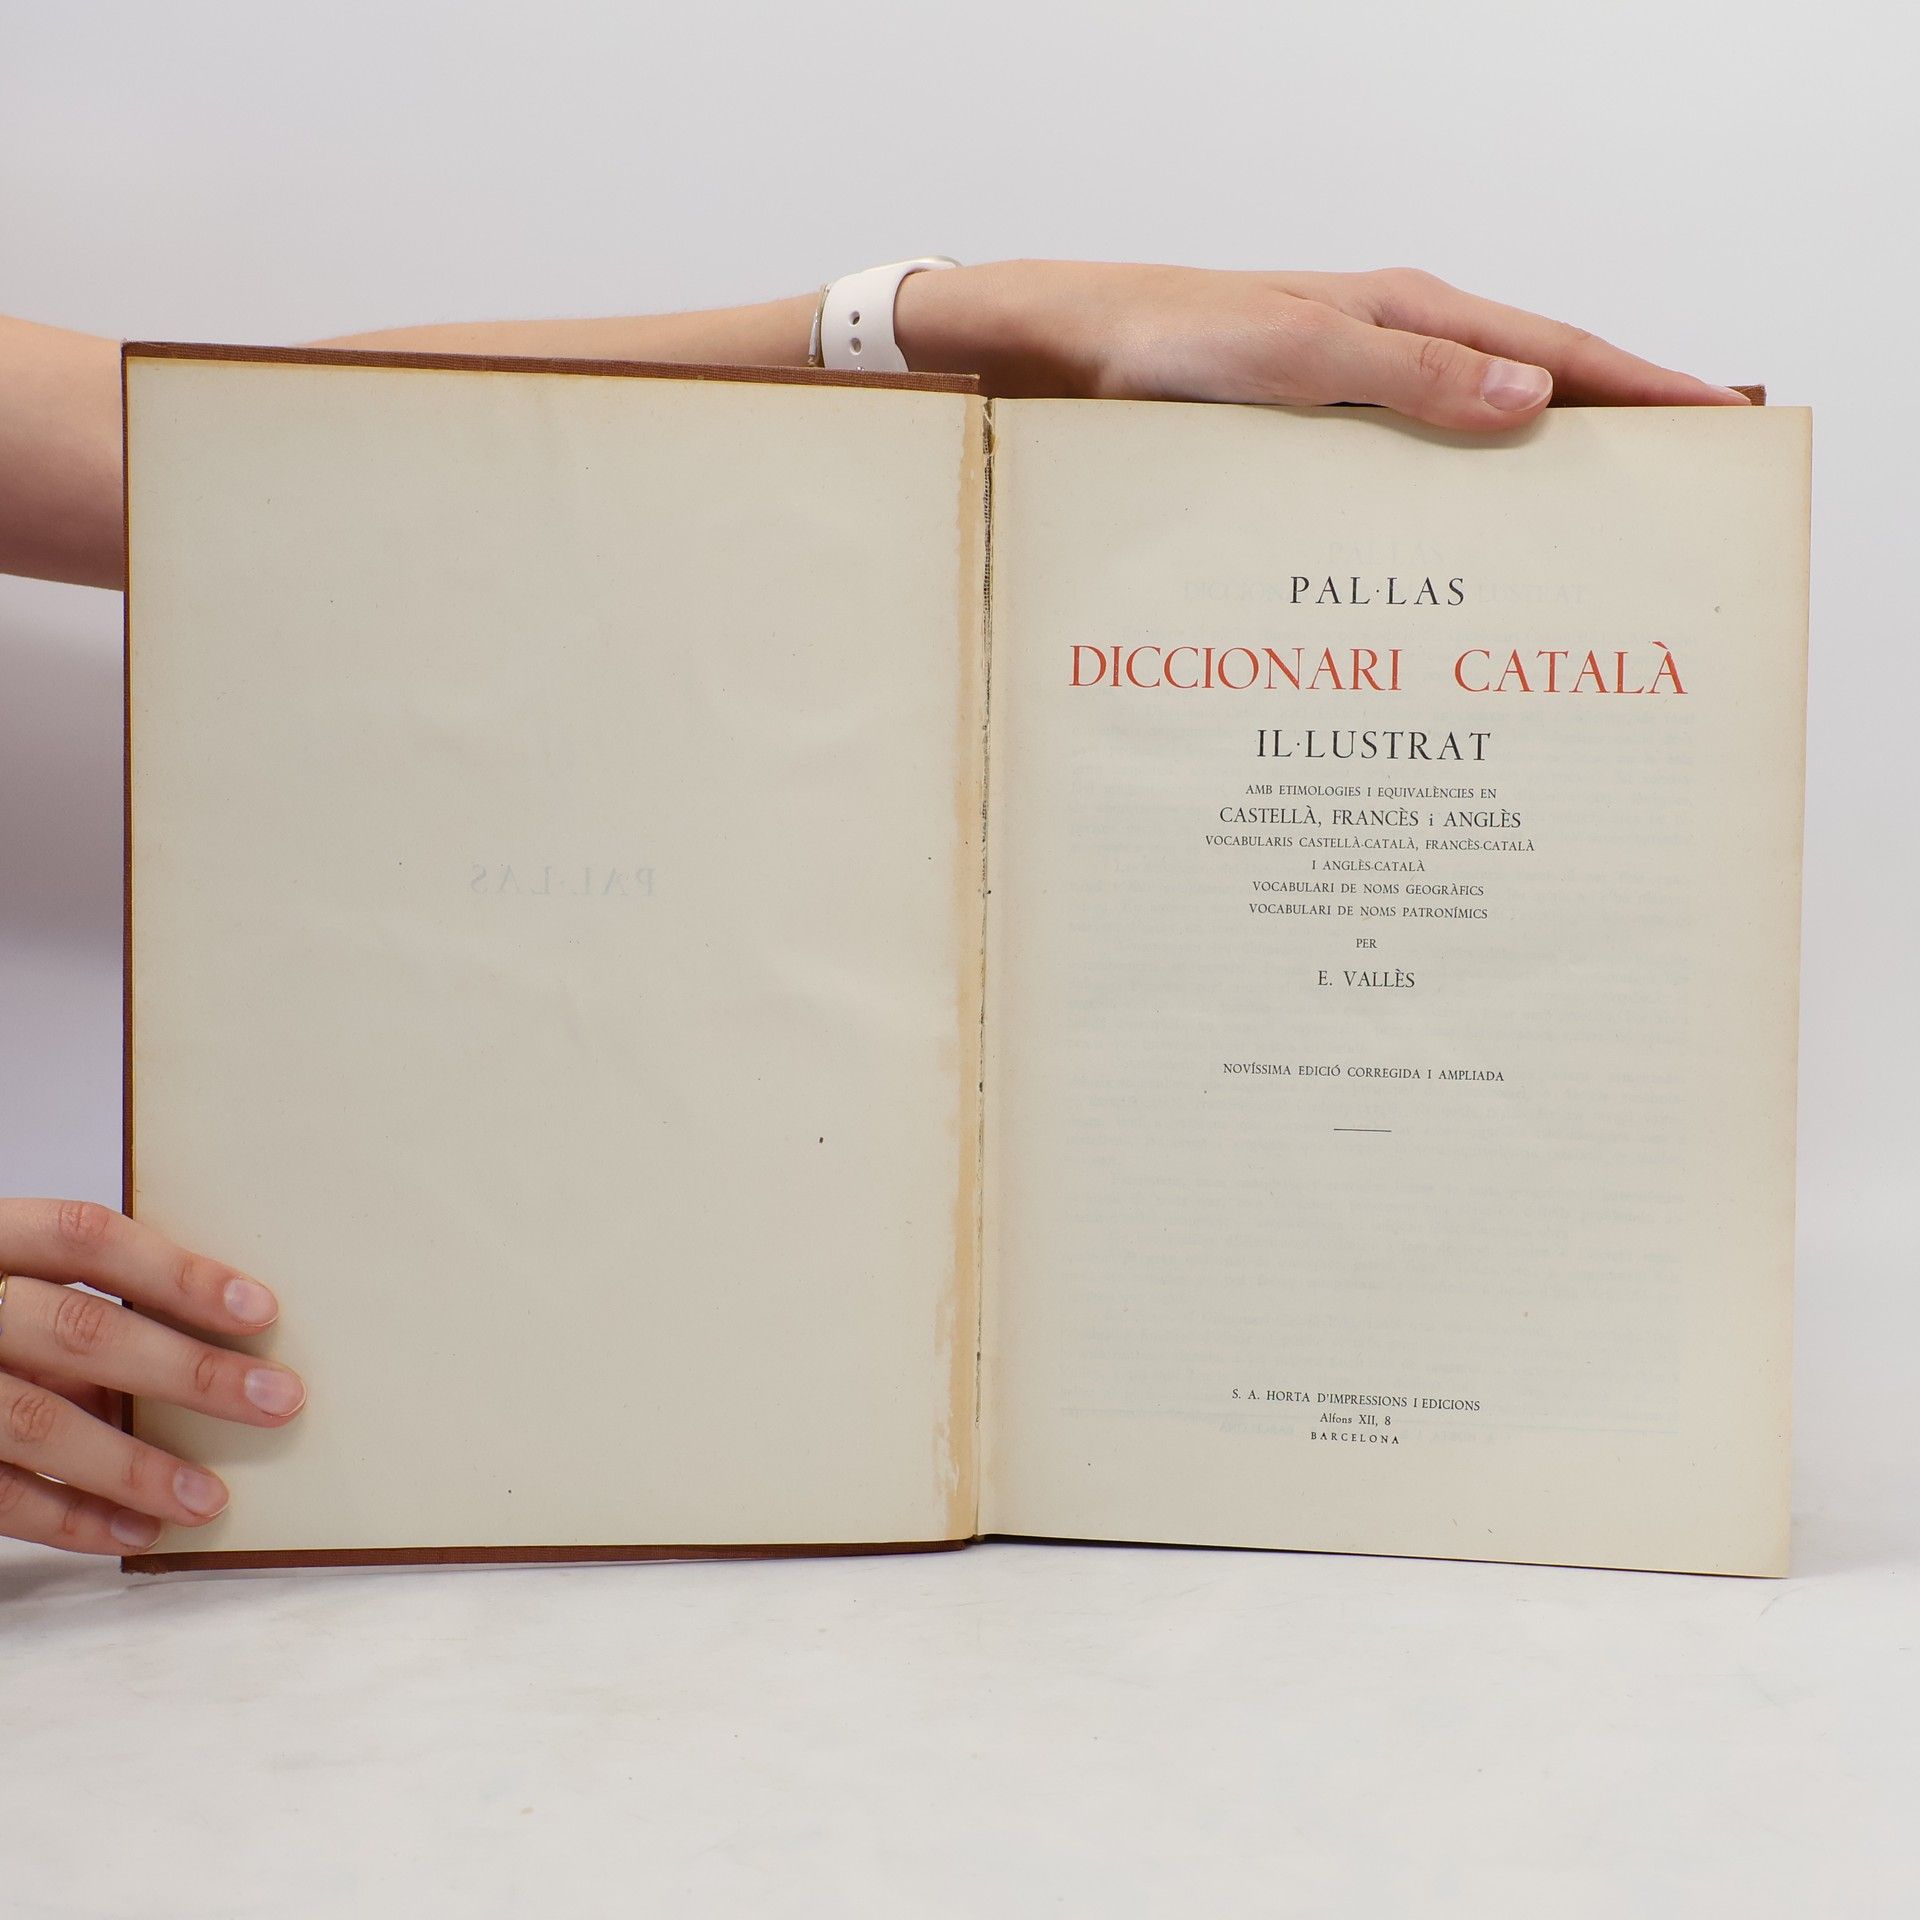 PAL·LAS
PAL·LAS
DICCIONARI CATALÀ
IL·LUSTRAT
AMB ETIMOLOGIES I EQUIVALÈNCIES EN
CASTELLÀ, FRANCÈS i ANGLÈS
VOCABULARIS CASTELLÀ-CATALÀ, FRANCÈS-CATALÀ
I ANGLÈS-CATALÀ
VOCABULARI DE NOMS GEOGRÀFICS
VOCABULARI DE NOMS PATRONÍMICS
PER
E. VALLÈS
NOVÍSSIMA EDICIÓ CORREGIDA I AMPLIADA
S. A. HORTA D'IMPRESSIONS I EDICIONS
Alfons XII, 8
BARCELONA